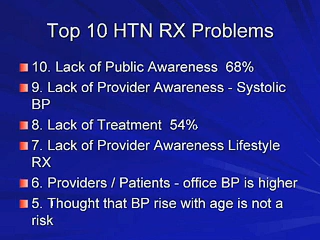 Top 10 HTN RX Problems
10. Lack of Public Awareness 68%
9. Lack of Provider Awareness - Systolic
BP
8. Lack of Treatment 54%
7. Lack of Provider Awareness Lifestyle
RX
6. Providers / Patients - office BP is higher
5. Thought that BP rise with age is not a
risk